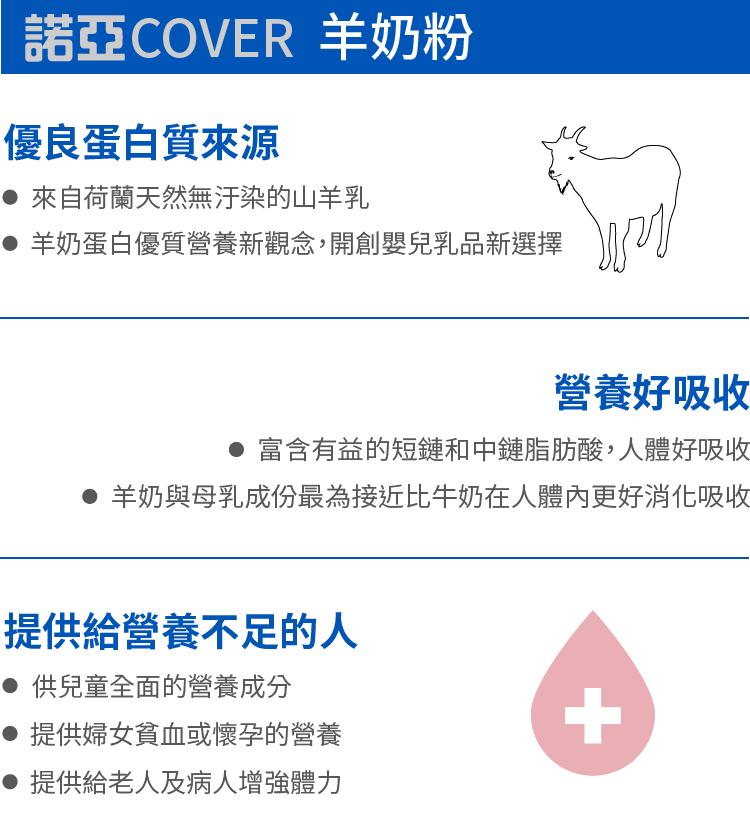 諾亞COVER 羊奶粉
優良蛋白質來源
● 來自荷蘭天然無汙染的山羊乳
● 羊奶蛋白優質營養新觀念，開創嬰兒乳品新選擇
營養好吸收
● 富含有益的短鏈和中鏈脂肪酸，人體好吸收
● 羊奶與母乳成份最為接近比牛奶在人體內更好消化吸收
提供給營養不足的人
● 供兒童全面的營養成分
● 提供婦女貧血或懷孕的營養
● 提供給老人及病人增強體力